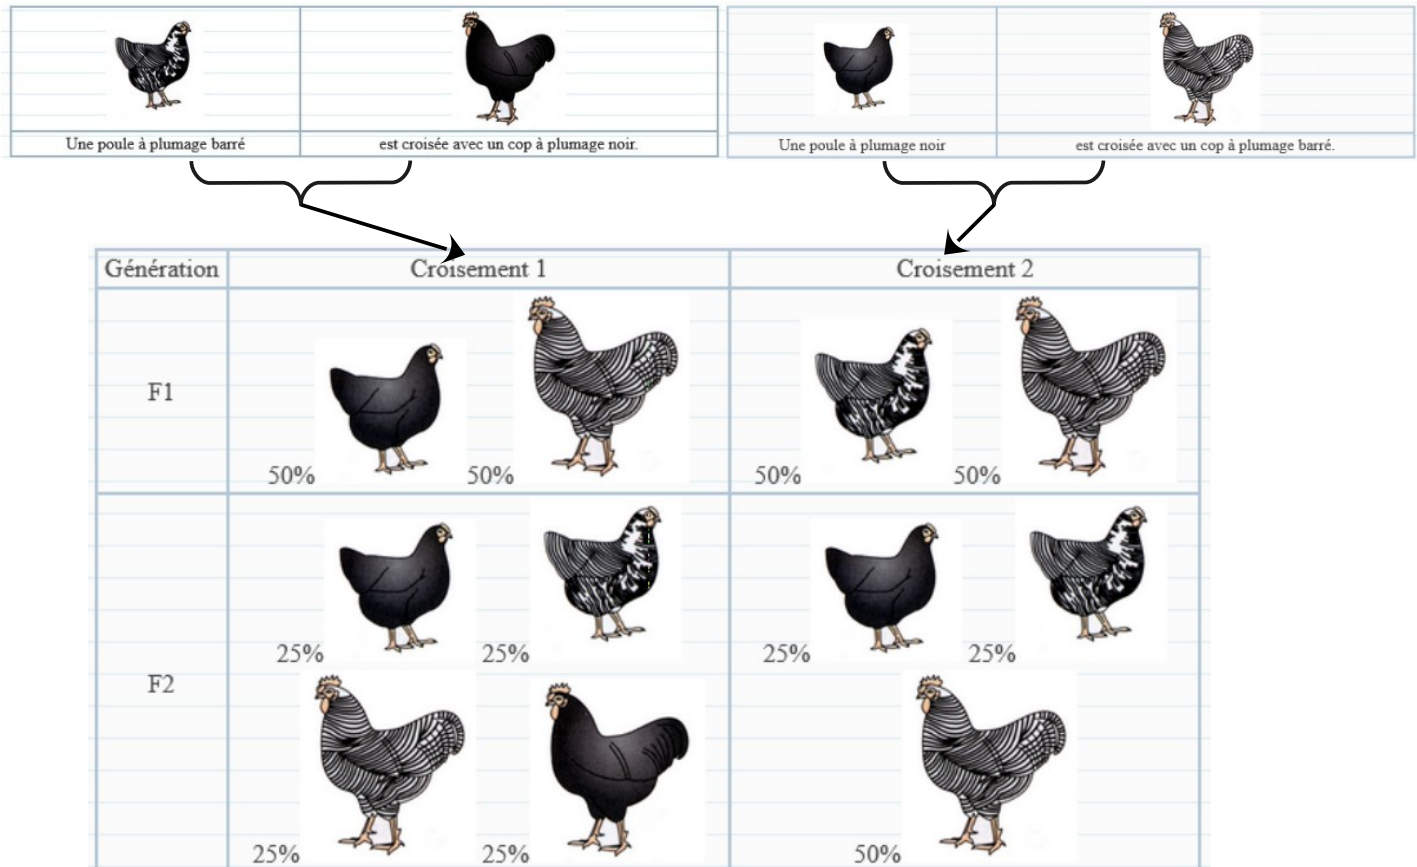 Une poule à plumage barré
est croisée avec un cop à plumage noir.
Une poule à plumage noir
est croisée avec un cop à plumage barré.
Génération Croisement 1 Croisement 2
F1
50% 50% 50% 50%
25% 25% 25% 25%
F2
25% 25% 50%